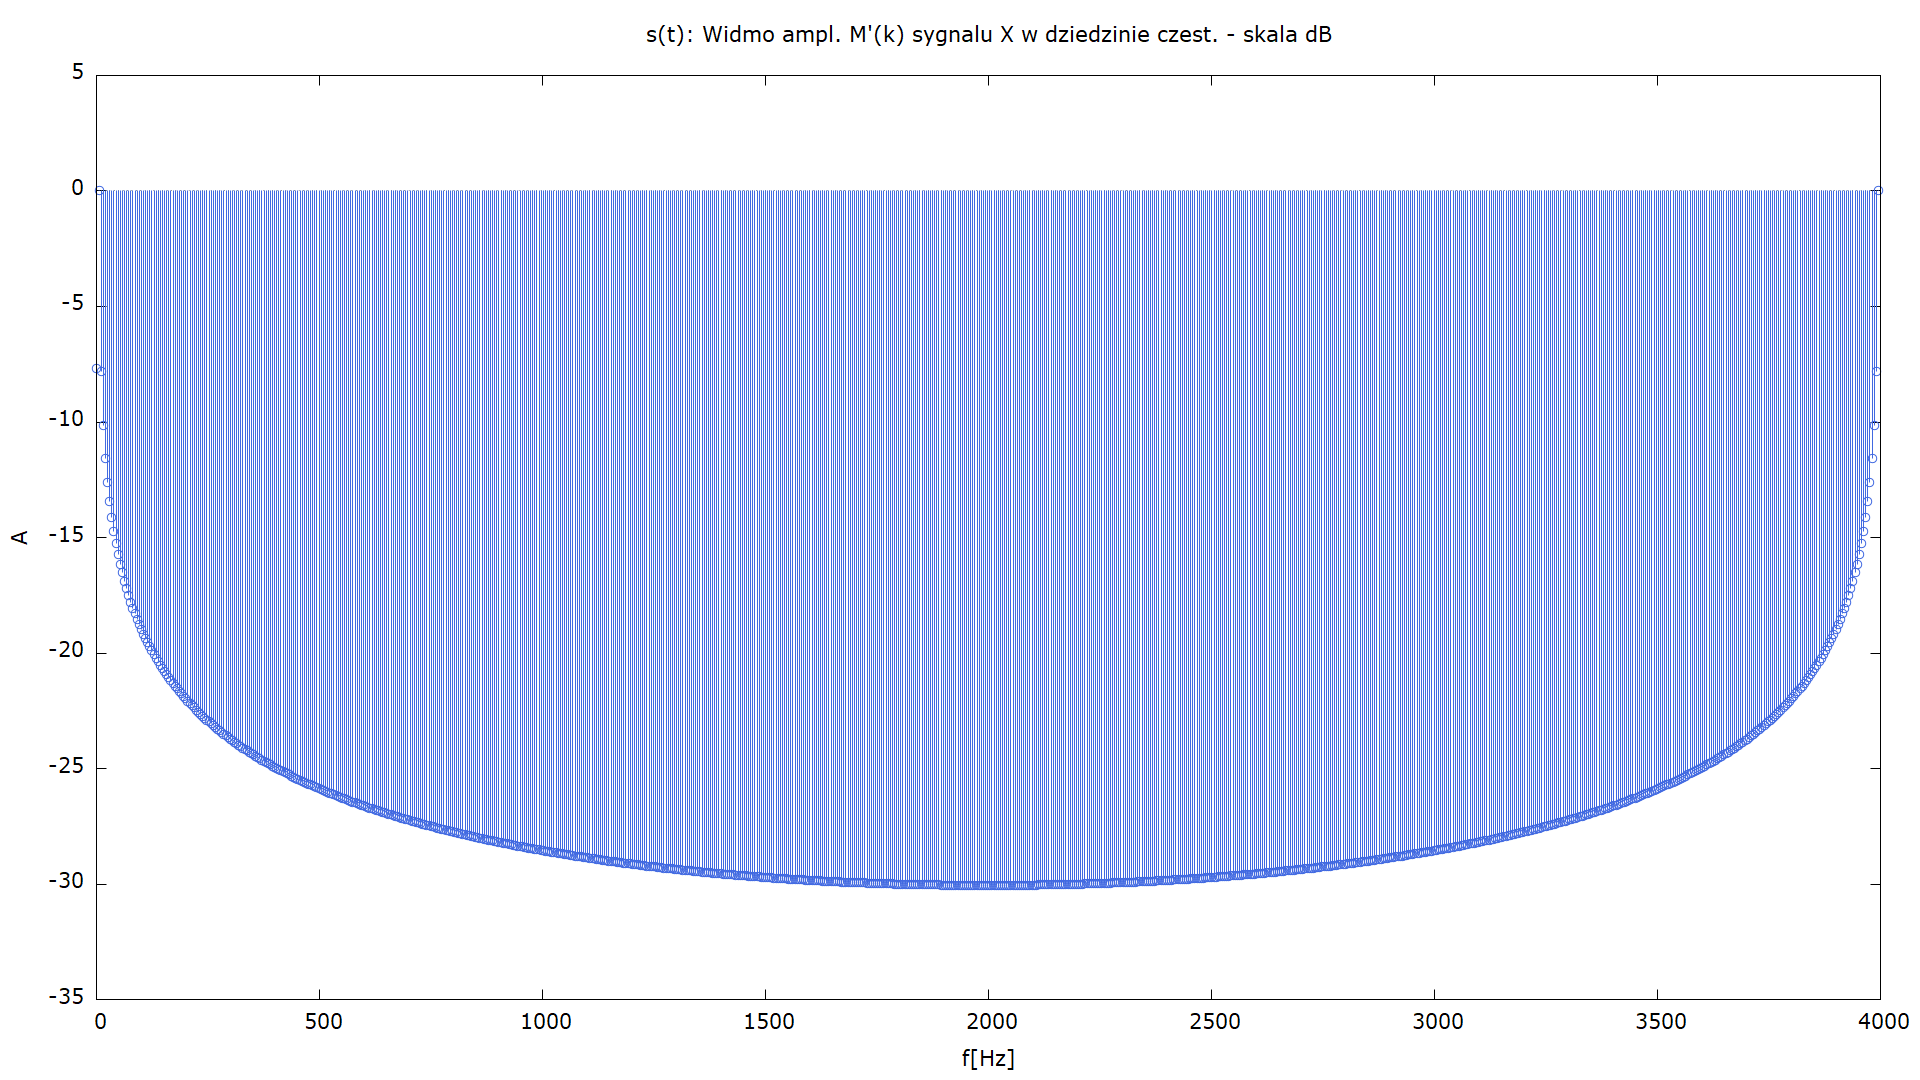 s(t): Widmo ampl. M'(k) sygnalu X w dziedzinie czest. - skala dB
5
0
-5
-10
-15
-20
-25
-30
-35
A
0 500 1000 1500 2000 2500 3000 3500 4000
f[Hz]